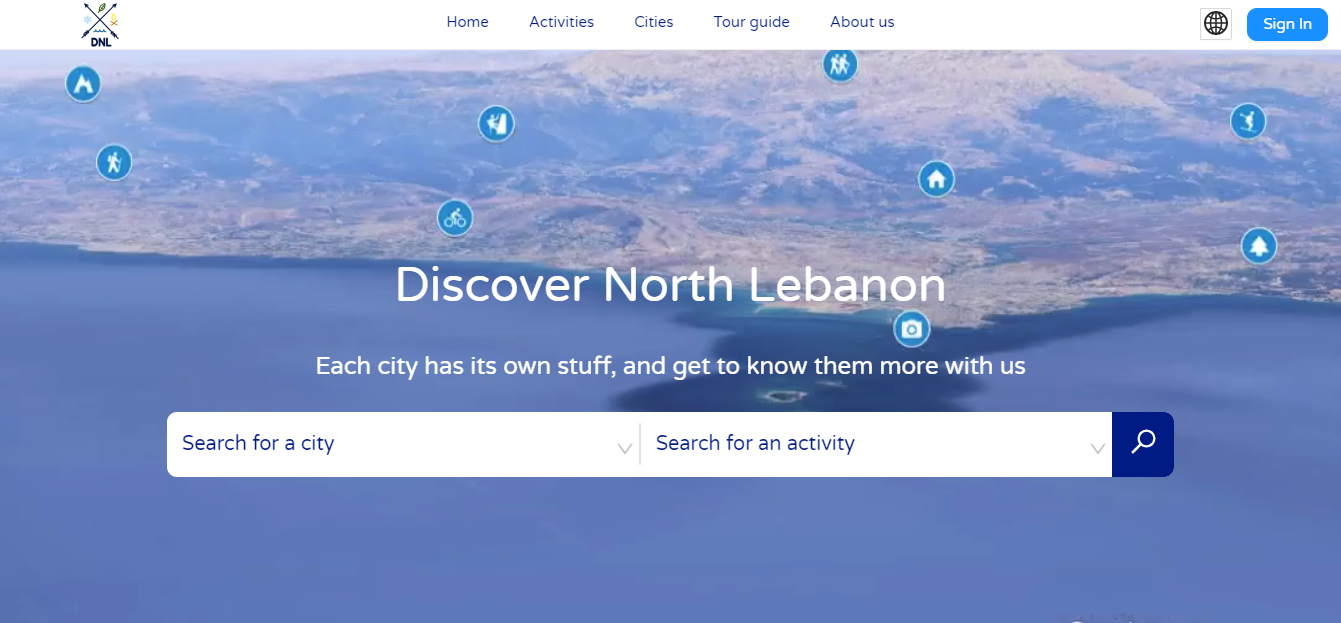 DNL
Home
Activities
Cities
Tour guide
About us
Sign In
Discover North Lebanon
Each city has its own stuff, and get to know them more with us
Search for a city
Search for an activity